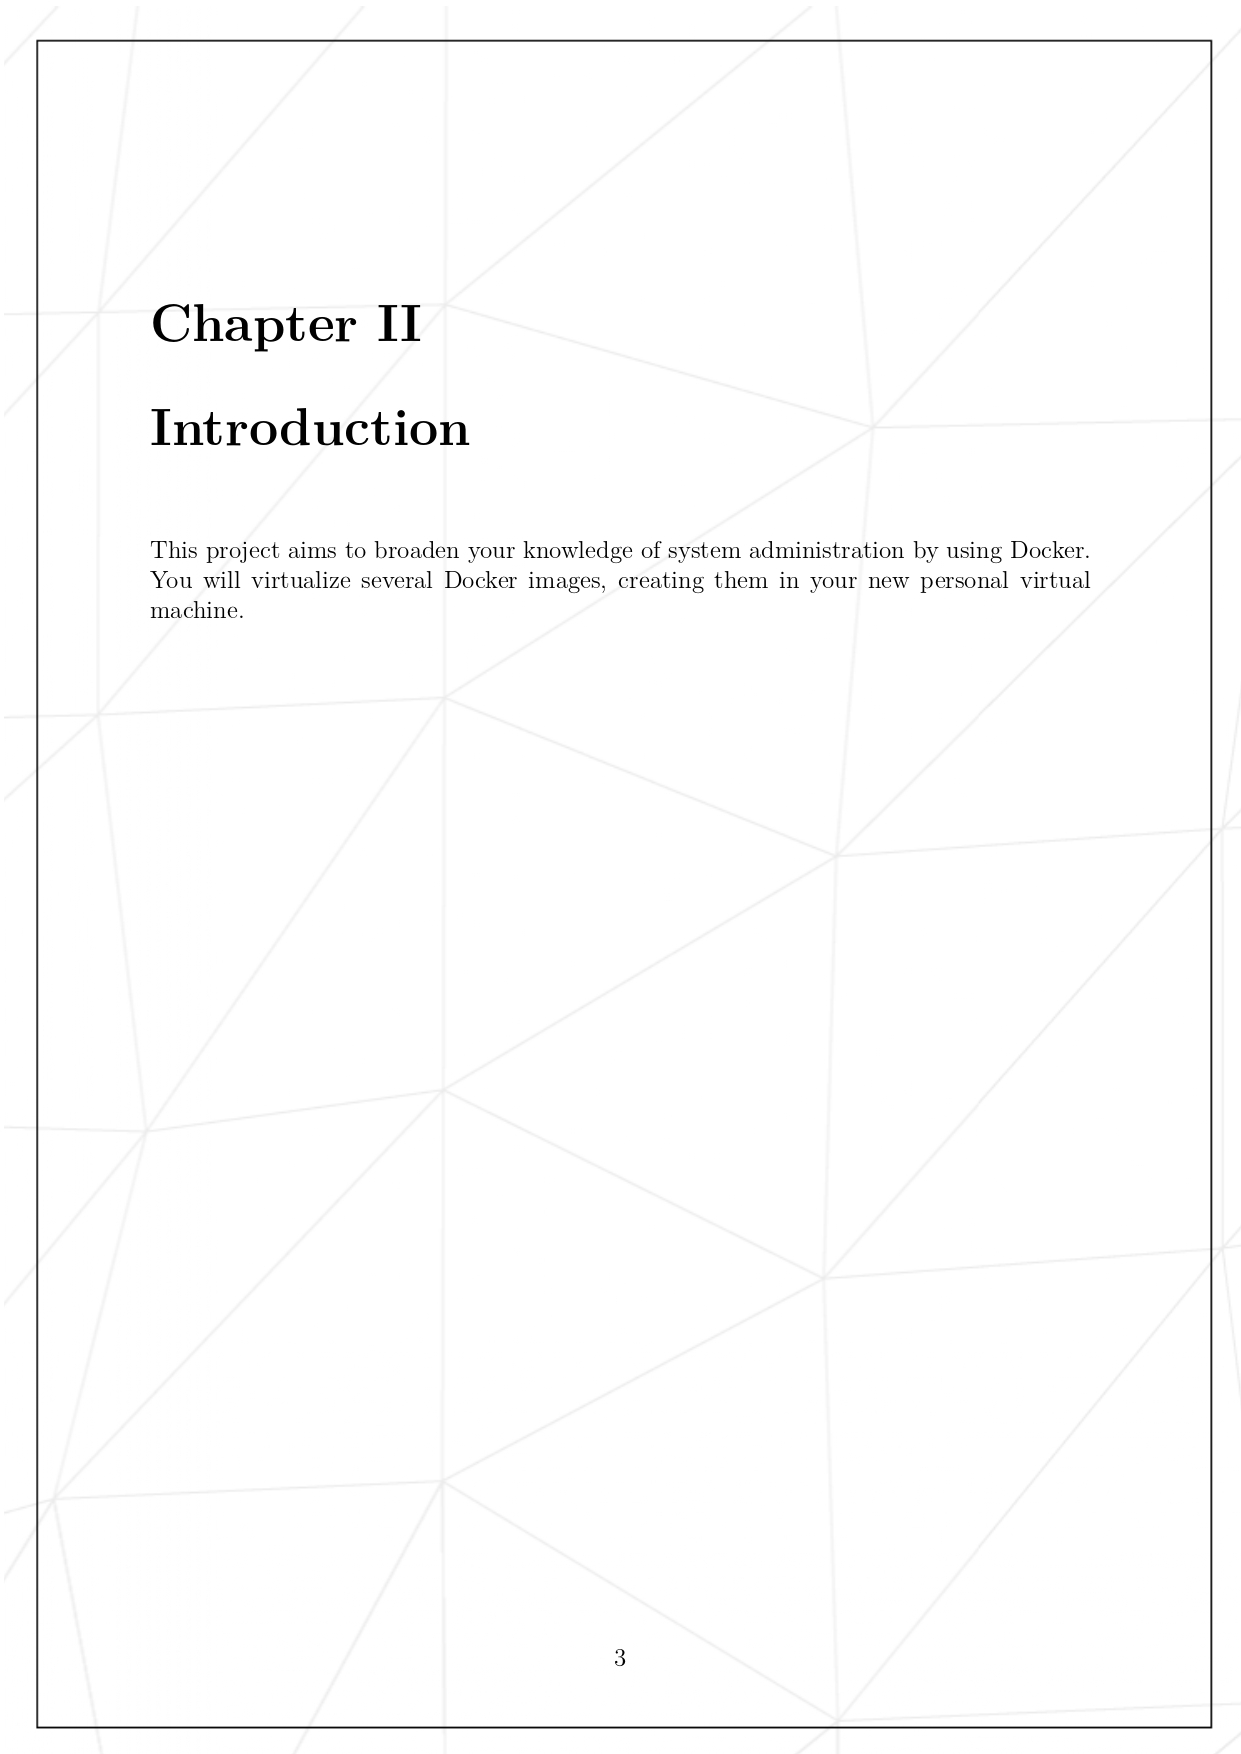 Chapter II
Introduction
This project aims to broaden your knowledge of system administration by using Docker.
You will virtualize several Docker images, creating them in your new personal virtual
machine.
3